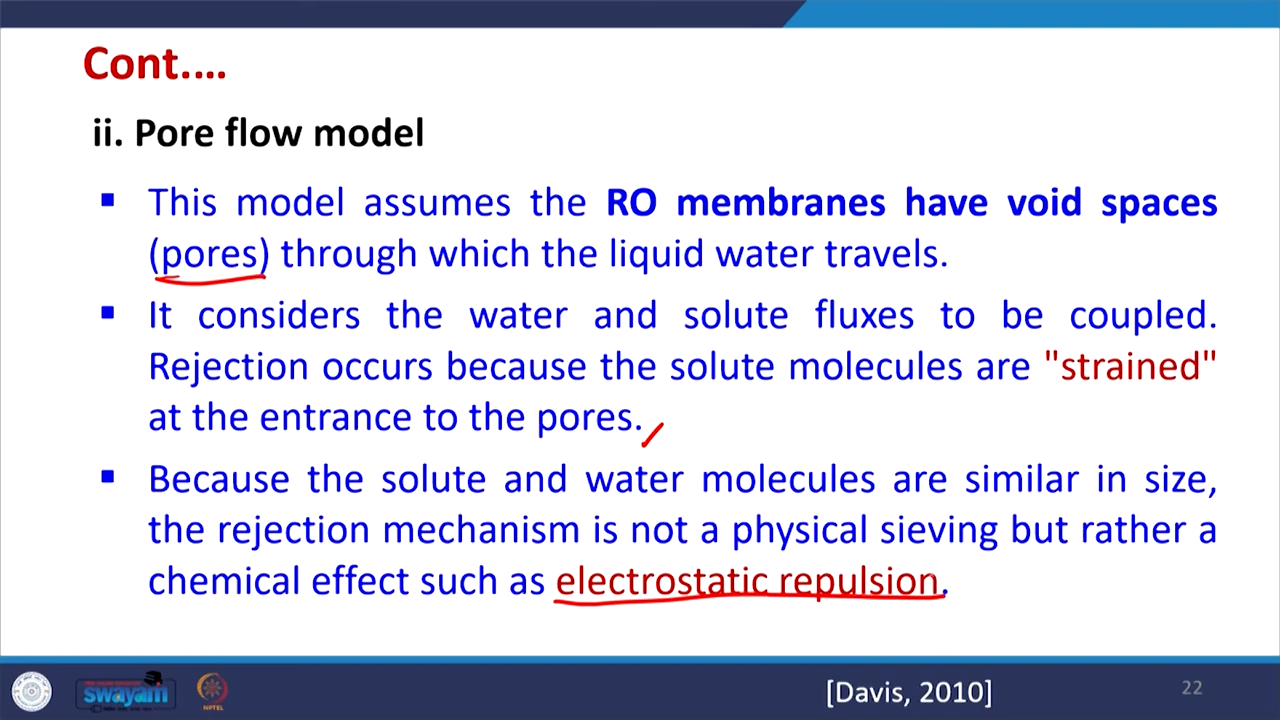 Cont.…
ii. Pore flow model
▪ This model assumes the RO membranes have void spaces
(pores) through which the liquid water travels.
▪ It considers the water and solute fluxes to be coupled.
Rejection occurs because the solute molecules are "strained"
at the entrance to the pores.
▪ Because the solute and water molecules are similar in size,
the rejection mechanism is not a physical sieving but rather a
chemical effect such as electrostatic repulsion.
swayam
NPTEL
[Davis, 2010]
22